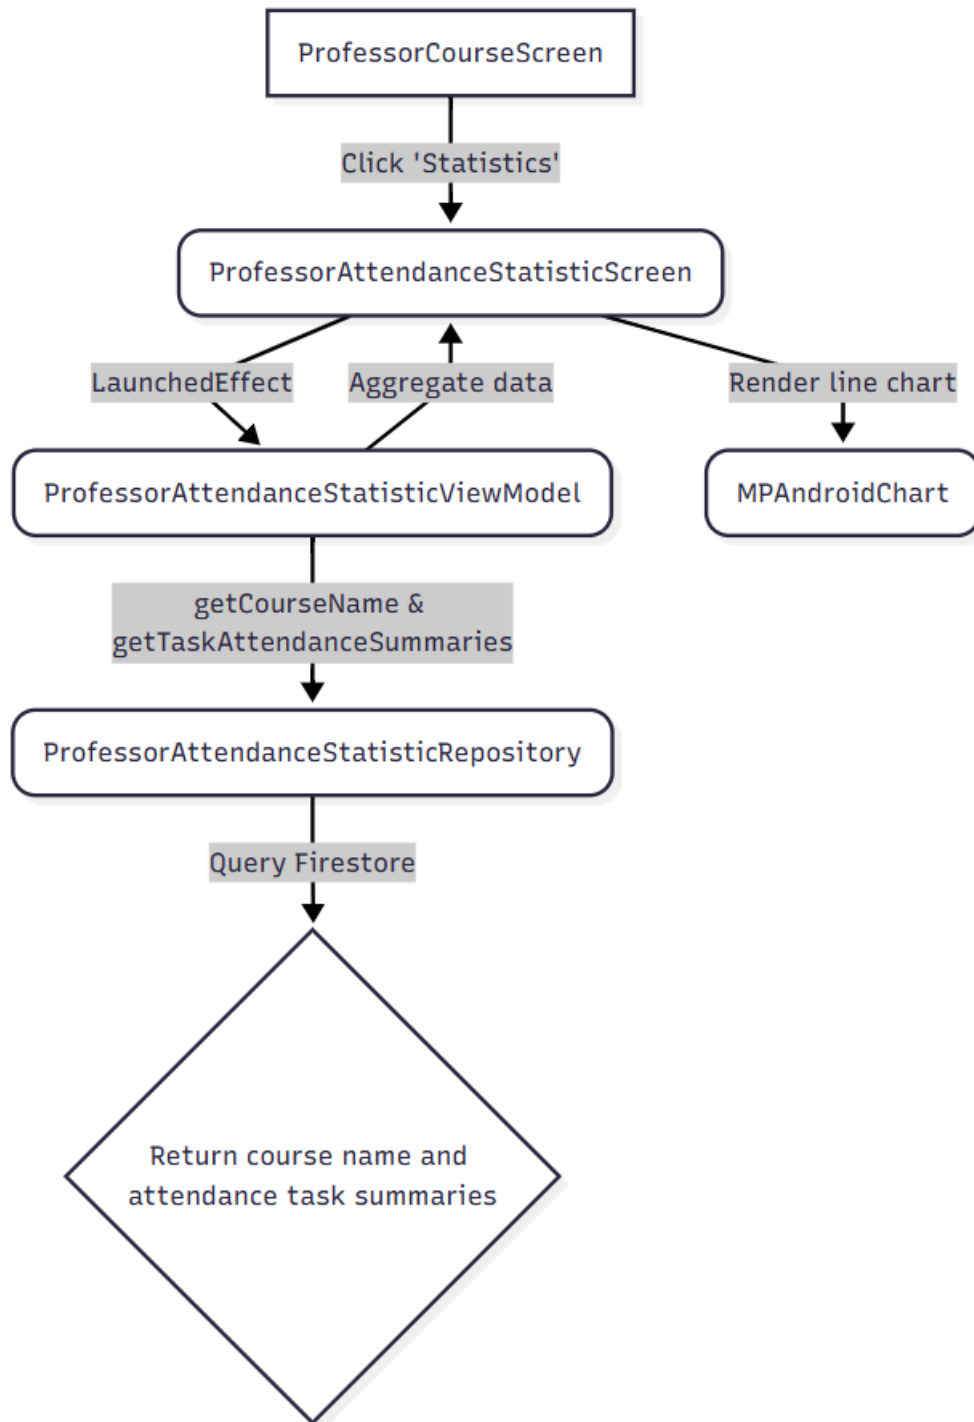 ProfessorCourseScreen
Click 'Statistics'
ProfessorAttendanceStatisticScreen
LaunchedEffect
Aggregate data
Render line chart
ProfessorAttendanceStatisticViewModel
MPAndroidChart
getCourseName &
getTaskAttendanceSummaries
ProfessorAttendanceStatisticRepository
Query Firestore
Return course name and
attendance task summaries